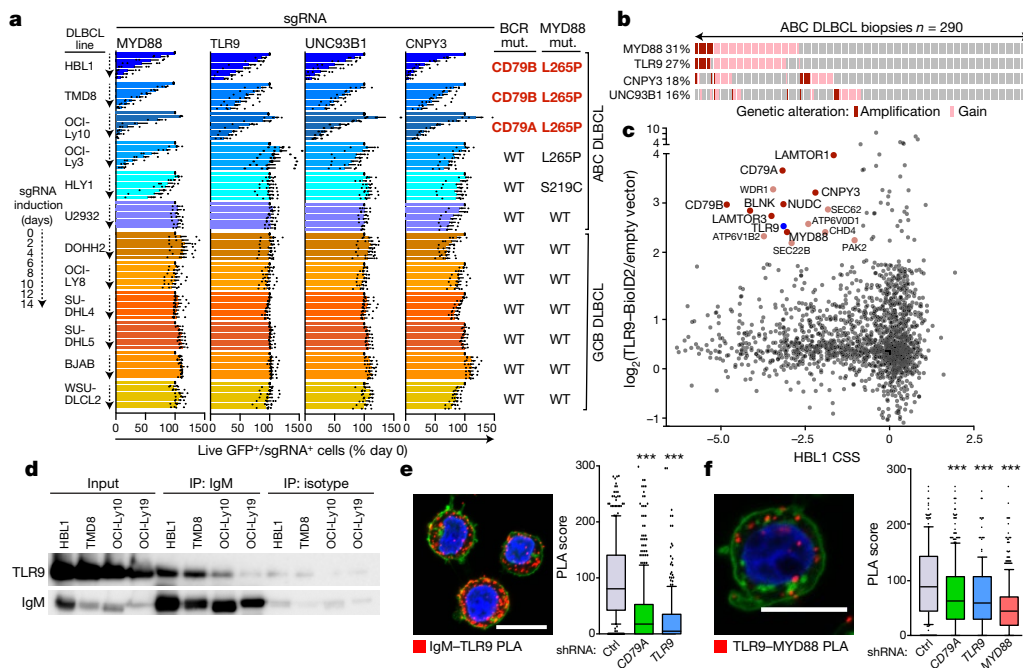 a
sgRNA
DLBCL line
MYD88
TLR9
UNC93B1
CNPY3
BCR mut.
MYD88 mut.
HBL1
CD79B L265P
TMD8
CD79B L265P
OCI-Ly10
CD79A L265P
OCI-Ly3
WT L265P
HLY1
WT S219C
U2932
WT WT
DOHH2
WT WT
OCI-LY8
WT WT
SU-DHL4
WT WT
SU-DHL5
WT WT
BJAB
WT WT
WSU-DLCL2
WT WT
ABC DLBCL
GCB DLBCL
sgRNA induction (days)
0
2
4
6
8
10
12
14
0 50 100 150
0 50 100 150
0 50 100 150
0 50 100 150
Live GFP⁺/sgRNA⁺ cells (% day 0)
b
ABC DLBCL biopsies n = 290
MYD88 31%
TLR9 27%
CNPY3 18%
UNC93B1 16%
Genetic alteration: Amplification Gain
c
log₂(TLR9–BioID2/empty vector)
10
4
3
2
1
0
−1
−5.0 −2.5 0
HBL1 CSS
LAMTOR1
CD79A
WDR1
CNPY3
CD79B
BLNK
NUDC
SEC62
LAMTOR3
ATP6V0D1
TLR9
CHD4
ATP6V1B2
MYD88
SEC22B
PAK2
d
Input IP: IgM IP: isotype
HBL1 TMD8 OCI-Ly10 OCI-Ly19 HBL1 TMD8 OCI-Ly10 OCI-Ly19 HBL1 TMD8 OCI-Ly10 OCI-Ly19
TLR9
IgM
e
IgM–TLR9 PLA
PLA score
300
200
100
0
*** ***
shRNA: Ctrl CD79A TLR9
f
TLR9–MYD88 PLA
PLA score
300
200
100
0
*** *** ***
shRNA: Ctrl CD79A TLR9 MYD88